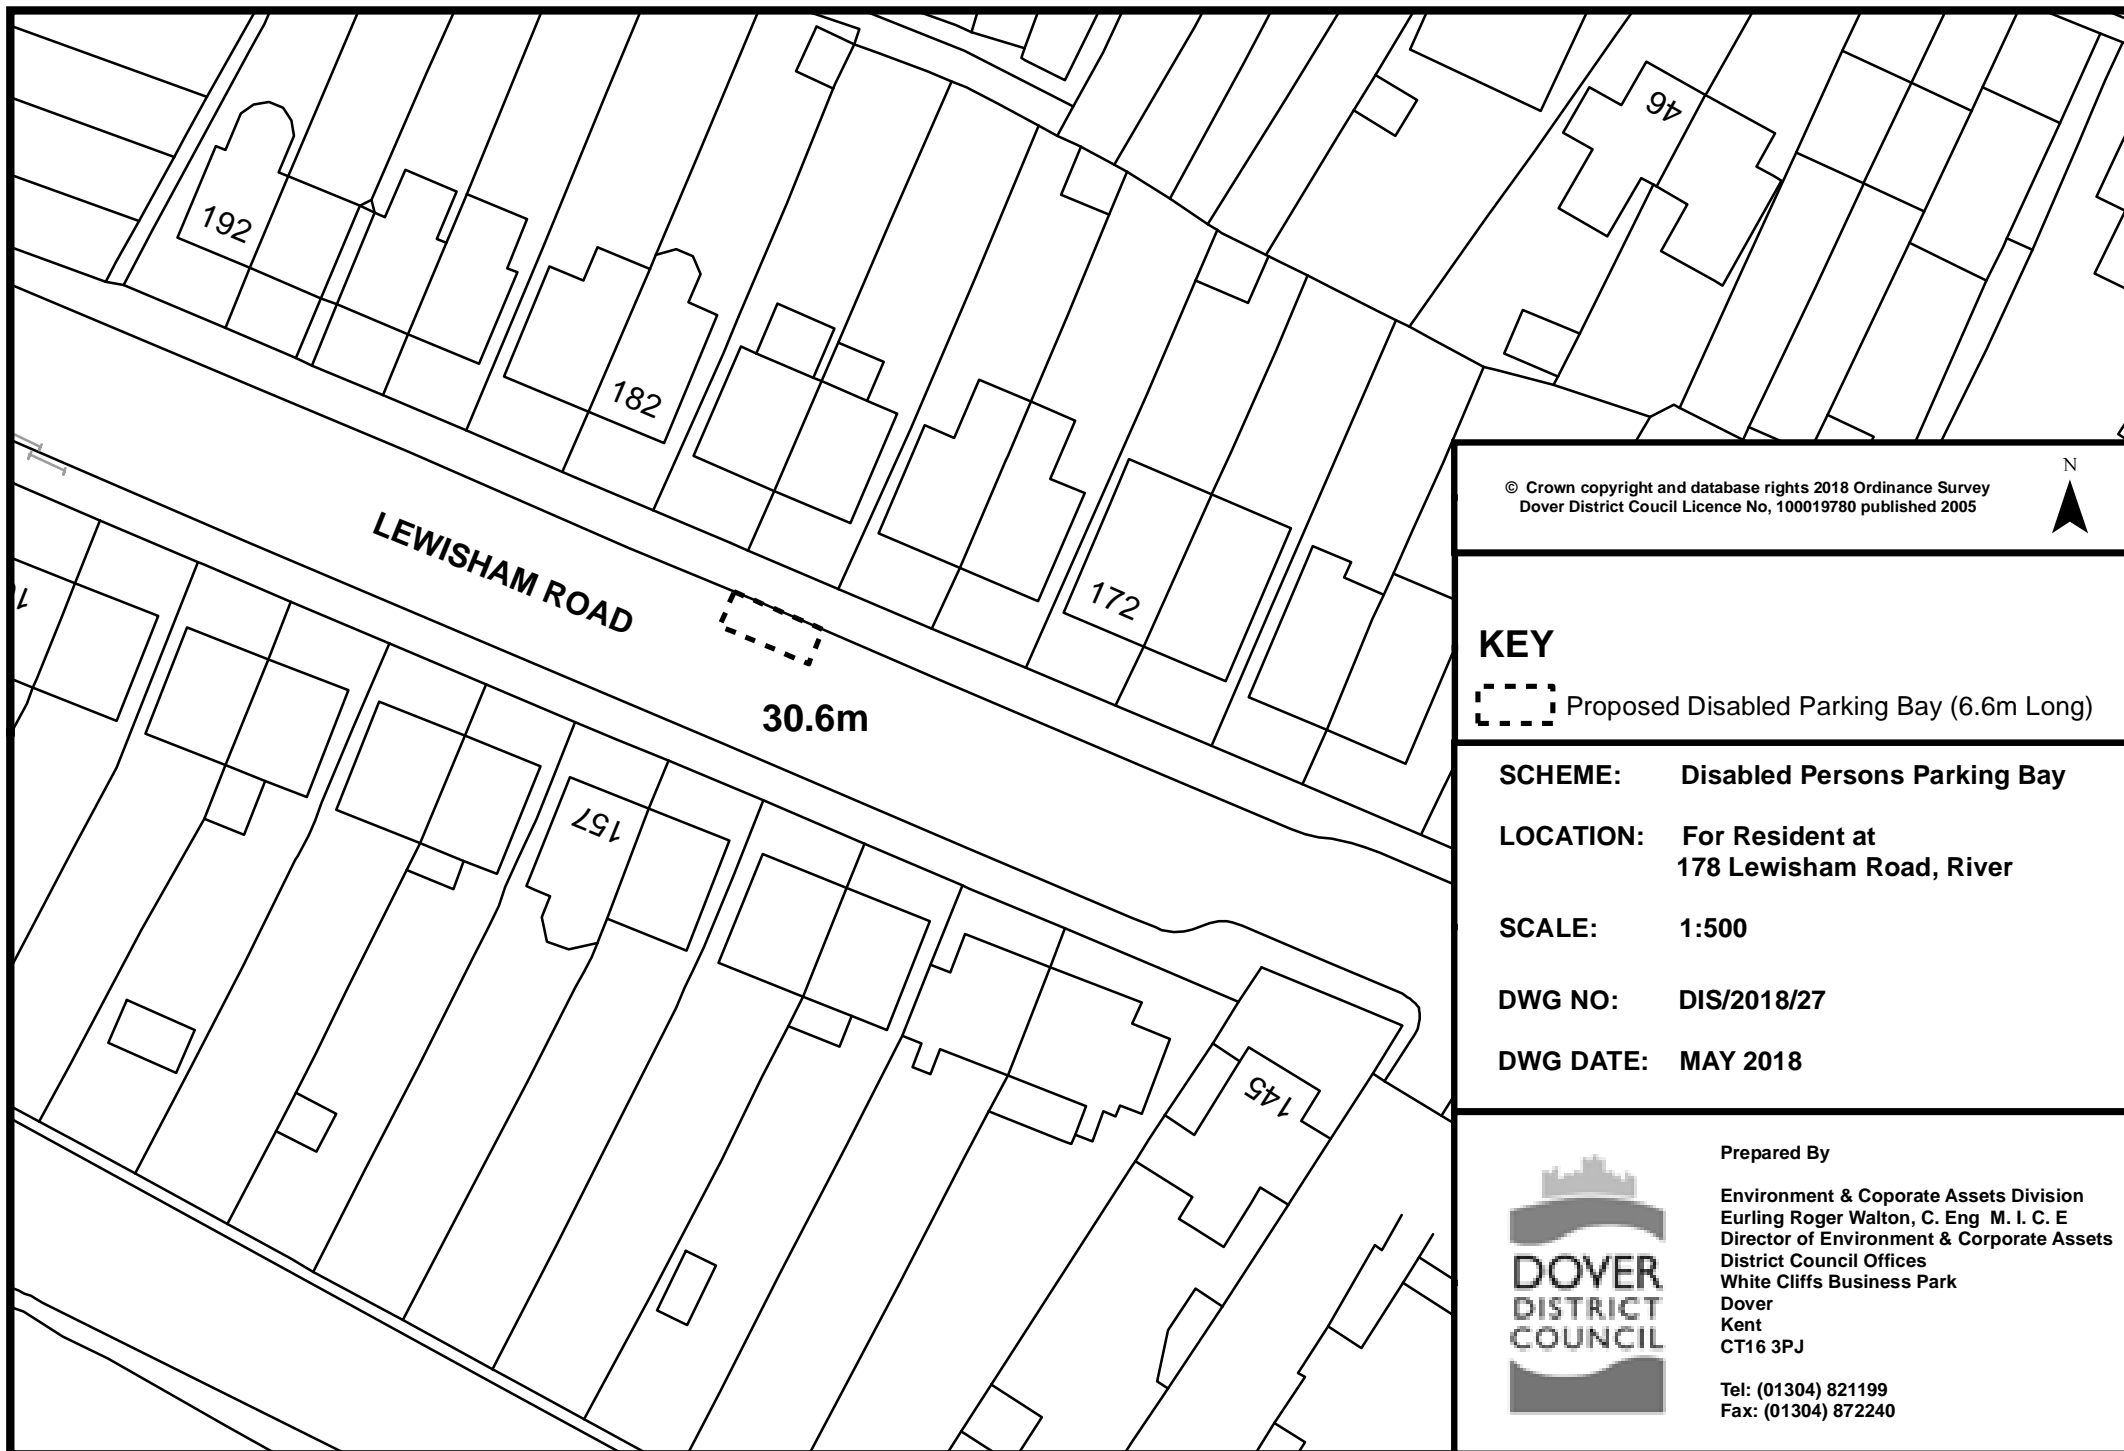 46
192
182
172
LEWISHAM ROAD
30.6m
157
145
© Crown copyright and database rights 2018 Ordinance Survey
Dover District Coucil Licence No, 100019780 published 2005
N
KEY
Proposed Disabled Parking Bay (6.6m Long)
SCHEME: Disabled Persons Parking Bay
LOCATION: For Resident at
178 Lewisham Road, River
SCALE: 1:500
DWG NO: DIS/2018/27
DWG DATE: MAY 2018
DOVER
DISTRICT
COUNCIL
Prepared By
Environment & Coporate Assets Division
Eurling Roger Walton, C. Eng M. I. C. E
Director of Environment & Corporate Assets
District Council Offices
White Cliffs Business Park
Dover
Kent
CT16 3PJ
Tel: (01304) 821199
Fax: (01304) 872240